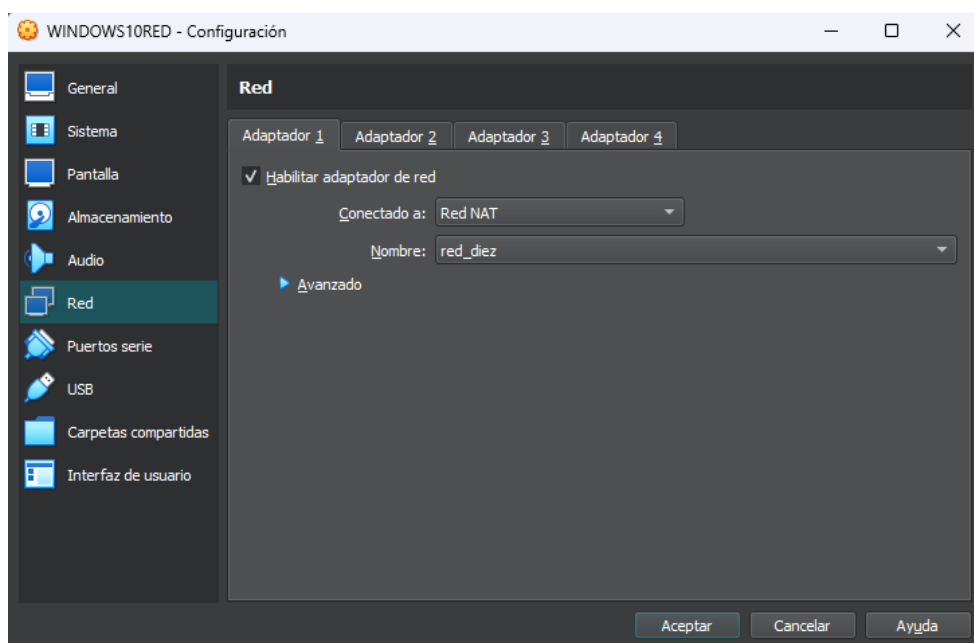 WINDOWS10RED - Configuración
General
Sistema
Pantalla
Almacenamiento
Audio
Red
Puertos serie
USB
Carpetas compartidas
Interfaz de usuario
Red
Adaptador 1 Adaptador 2 Adaptador 3 Adaptador 4
Habilitar adaptador de red
Conectado a: Red NAT
Nombre: red_diez
Avanzado
Aceptar Cancelar Ayuda